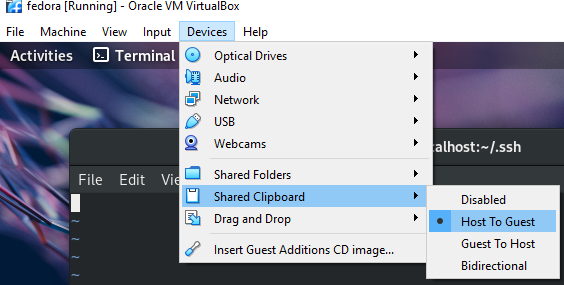 fedora [Running] - Oracle VM VirtualBox
File Machine View Input Devices Help
Activities Terminal
Optical Drives
Audio
Network
USB
Webcams
Shared Folders
Shared Clipboard
Drag and Drop
Insert Guest Additions CD image...
Disabled
Host To Guest
Guest To Host
Bidirectional
calhost:~/.ssh
File Edit View
~
~
~
~